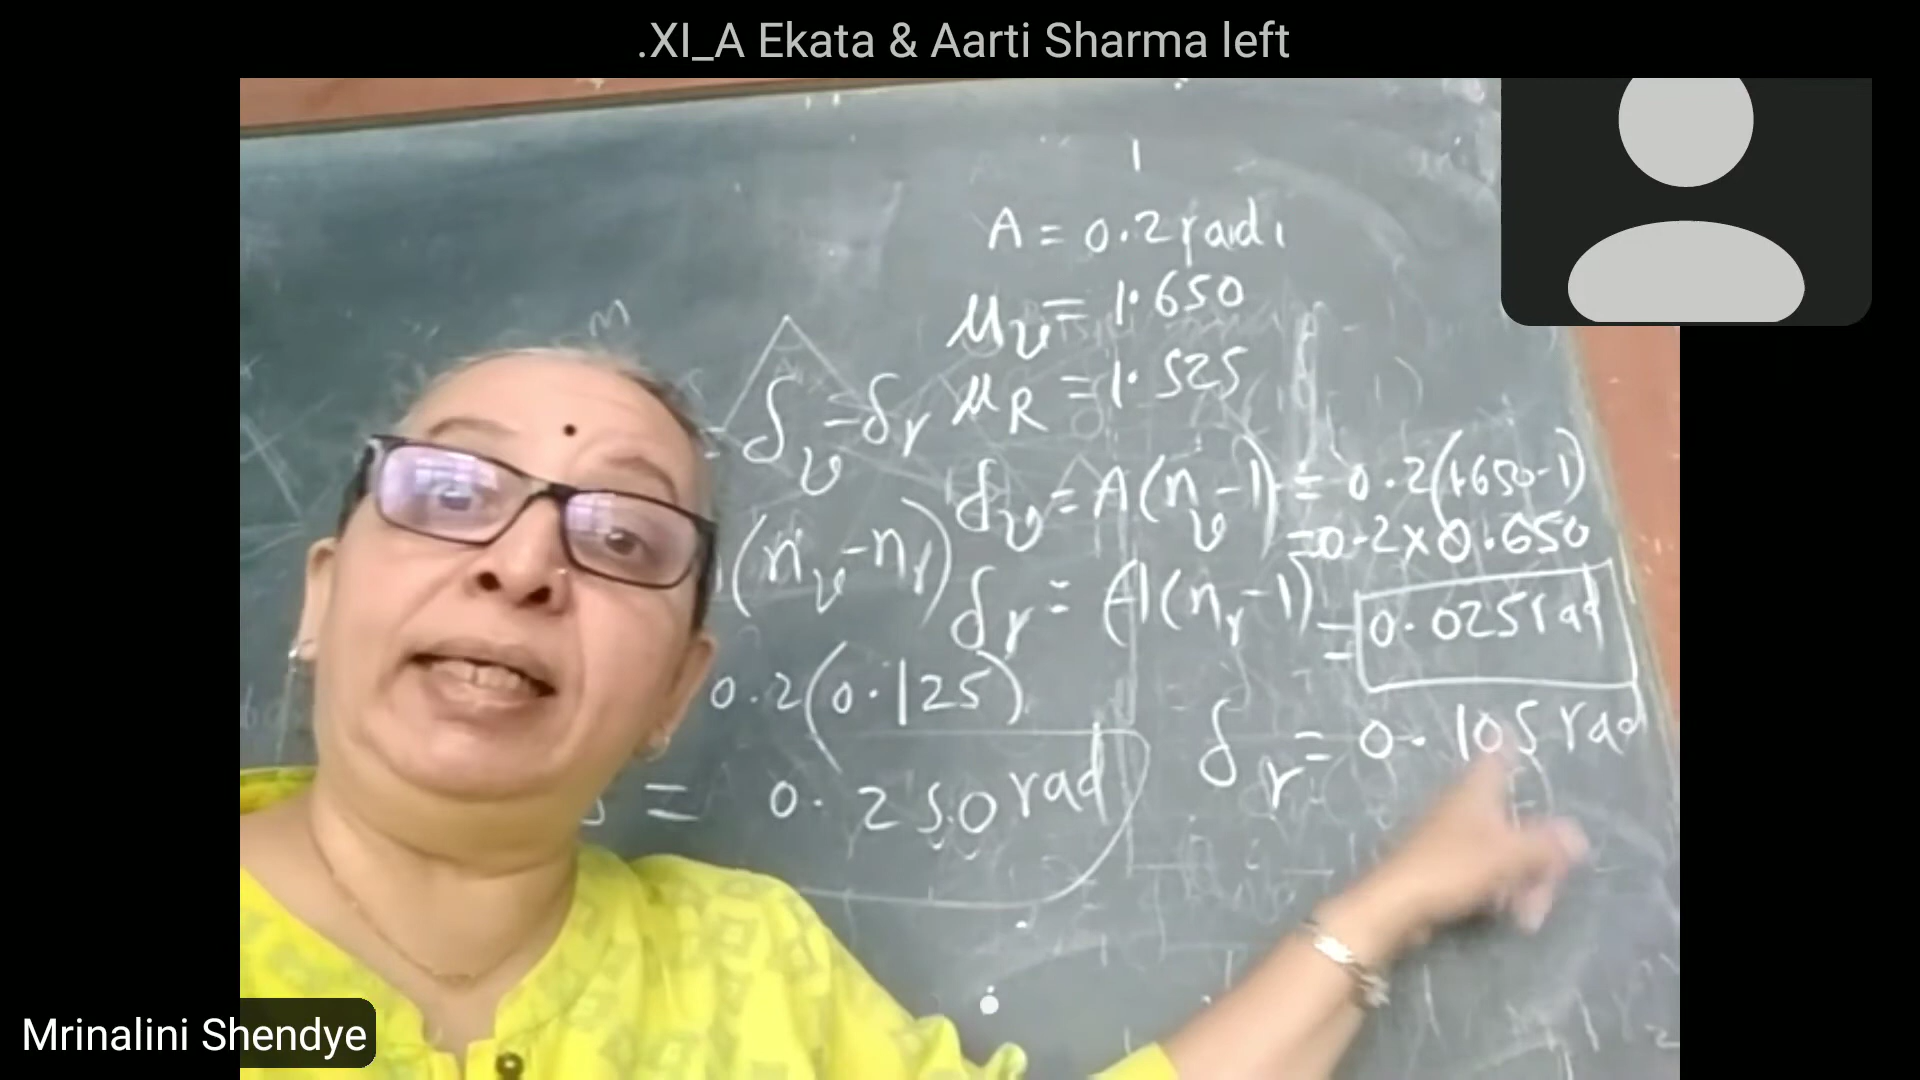 .XI_A Ekata & Aarti Sharma left
A = 0.2 rad
μv = 1.650
μR = 1.525
δv - δr
δv = A(nv-1) = 0.2(1.650-1)
= 0.2 x 0.650
(nv - nr)
δr = A(nr-1) = 0.025 rad
0.2(0.125)
δr = 0.105 rad
= 0.250 rad
Mrinalini Shendye